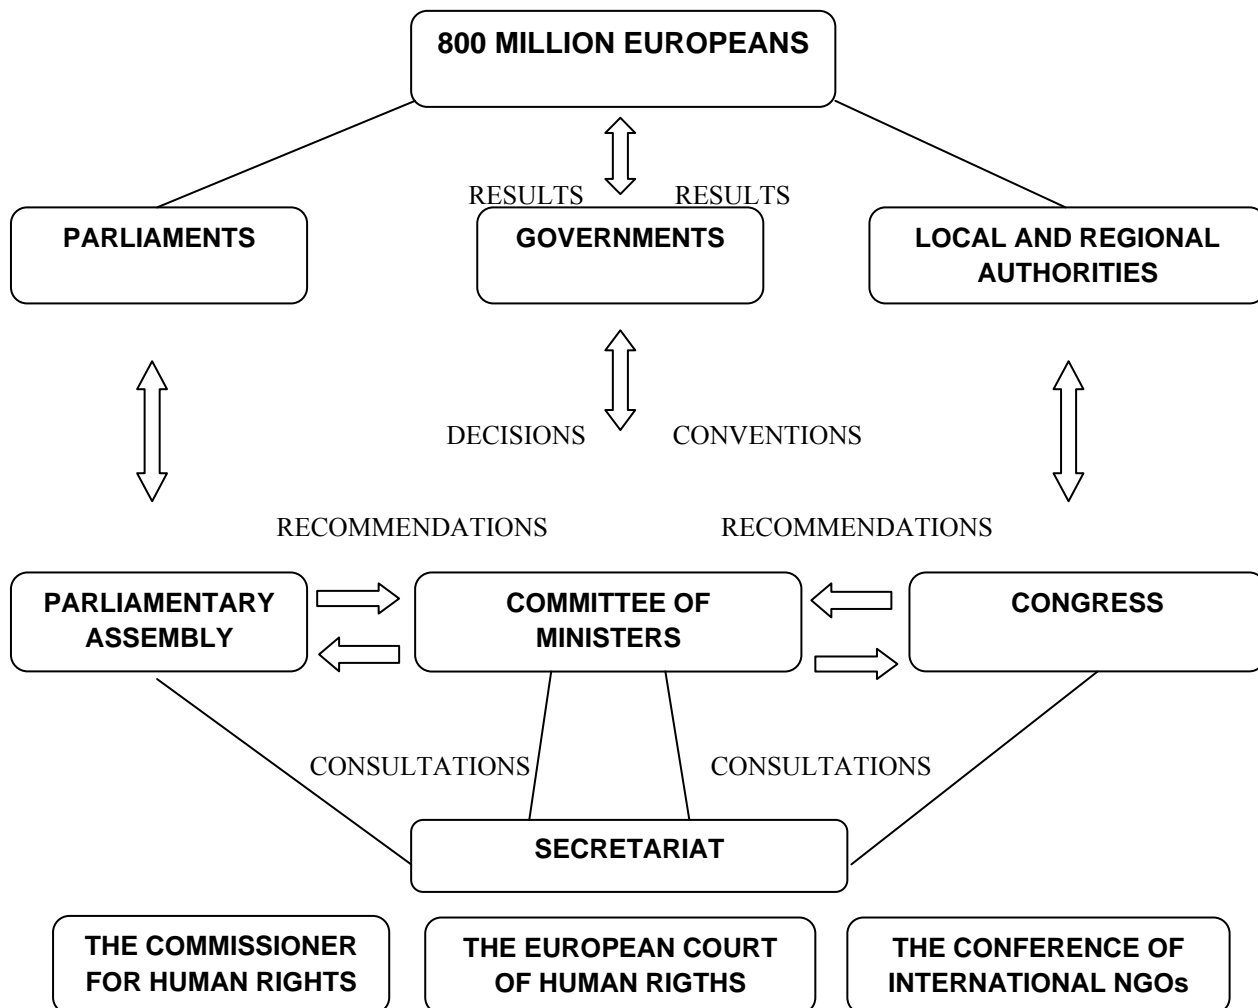 800 MILLION EUROPEANS
RESULTS RESULTS
PARLIAMENTS
GOVERNMENTS
LOCAL AND REGIONAL
AUTHORITIES
DECISIONS CONVENTIONS
RECOMMENDATIONS RECOMMENDATIONS
PARLIAMENTARY
ASSEMBLY
COMMITTEE OF
MINISTERS
CONGRESS
CONSULTATIONS CONSULTATIONS
SECRETARIAT
THE COMMISSIONER
FOR HUMAN RIGHTS
THE EUROPEAN COURT
OF HUMAN RIGTHS
THE CONFERENCE OF
INTERNATIONAL NGOs